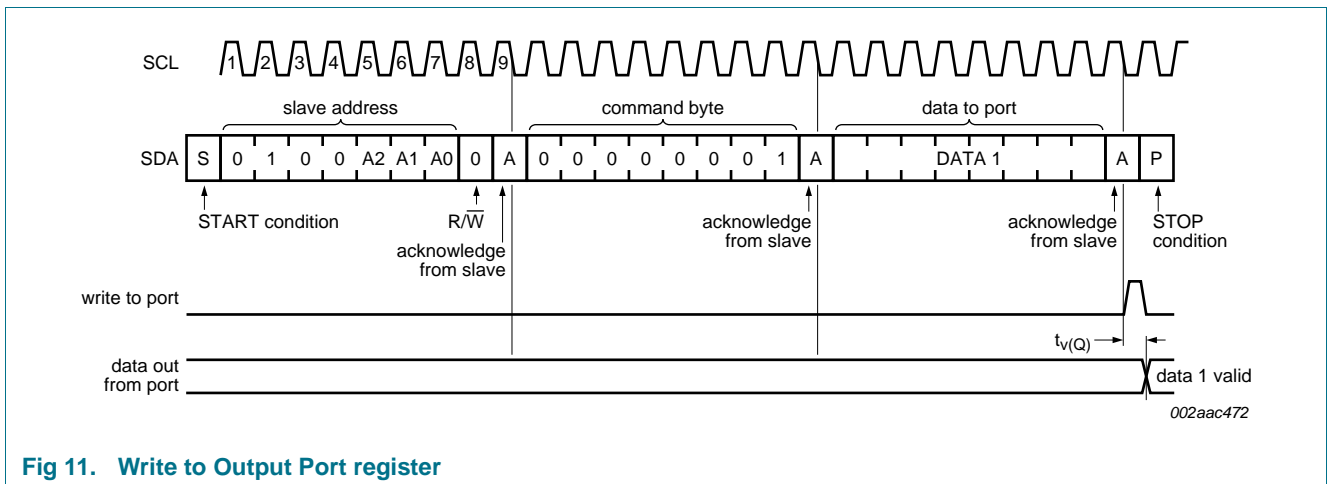 SCL 1 2 3 4 5 6 7 8 9
slave address command byte data to port
SDA S 0 1 0 0 A2 A1 A0 0 A 0 0 0 0 0 0 0 1 A DATA 1 A P
START condition R/W̅ acknowledge from slave acknowledge from slave acknowledge from slave STOP condition
write to port
tv(Q)
data out from port data 1 valid
002aac472
Fig 11. Write to Output Port register